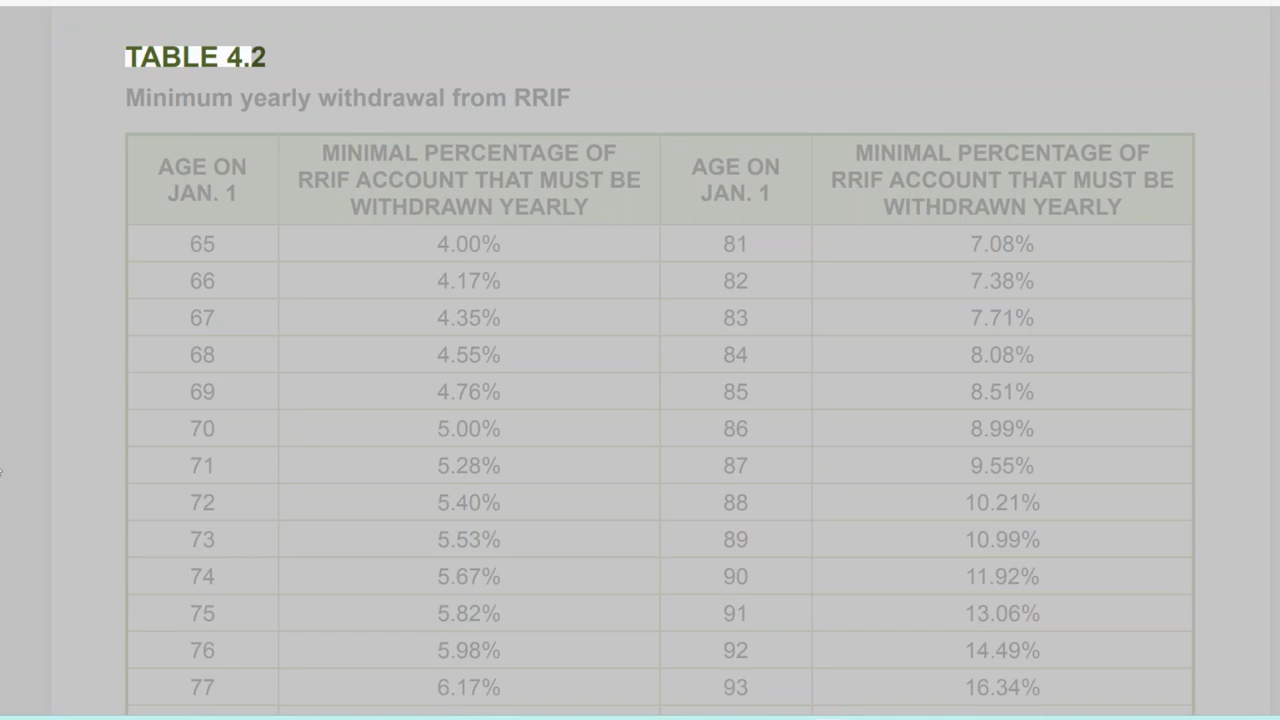 TABLE 4.2
Minimum yearly withdrawal from RRIF
AGE ON JAN. 1 MINIMAL PERCENTAGE OF RRIF ACCOUNT THAT MUST BE WITHDRAWN YEARLY AGE ON JAN. 1 MINIMAL PERCENTAGE OF RRIF ACCOUNT THAT MUST BE WITHDRAWN YEARLY
65 4.00% 81 7.08%
66 4.17% 82 7.38%
67 4.35% 83 7.71%
68 4.55% 84 8.08%
69 4.76% 85 8.51%
70 5.00% 86 8.99%
71 5.28% 87 9.55%
72 5.40% 88 10.21%
73 5.53% 89 10.99%
74 5.67% 90 11.92%
75 5.82% 91 13.06%
76 5.98% 92 14.49%
77 6.17% 93 16.34%